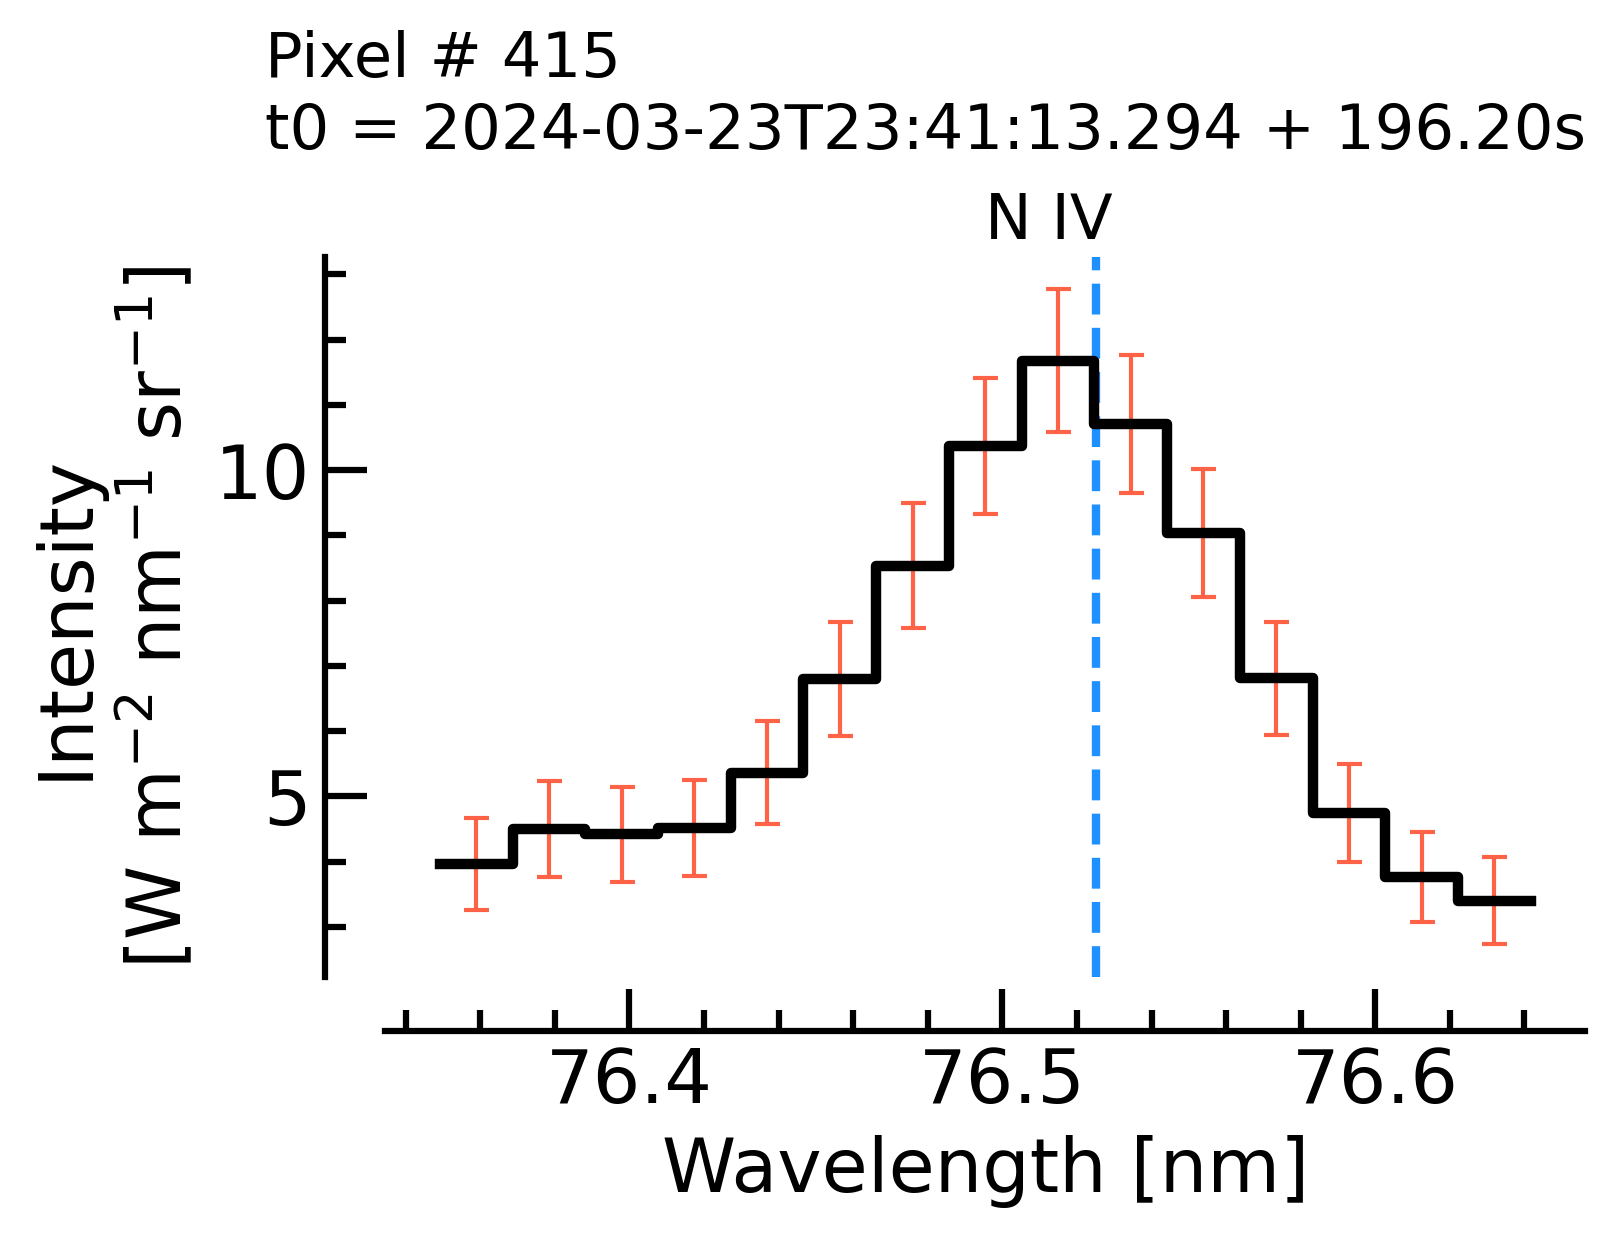 Pixel # 415
t0 = 2024-03-23T23:41:13.294 + 196.20s
N IV
Intensity
[W m⁻² nm⁻¹ sr⁻¹]
10
5
76.4 76.5 76.6
Wavelength [nm]